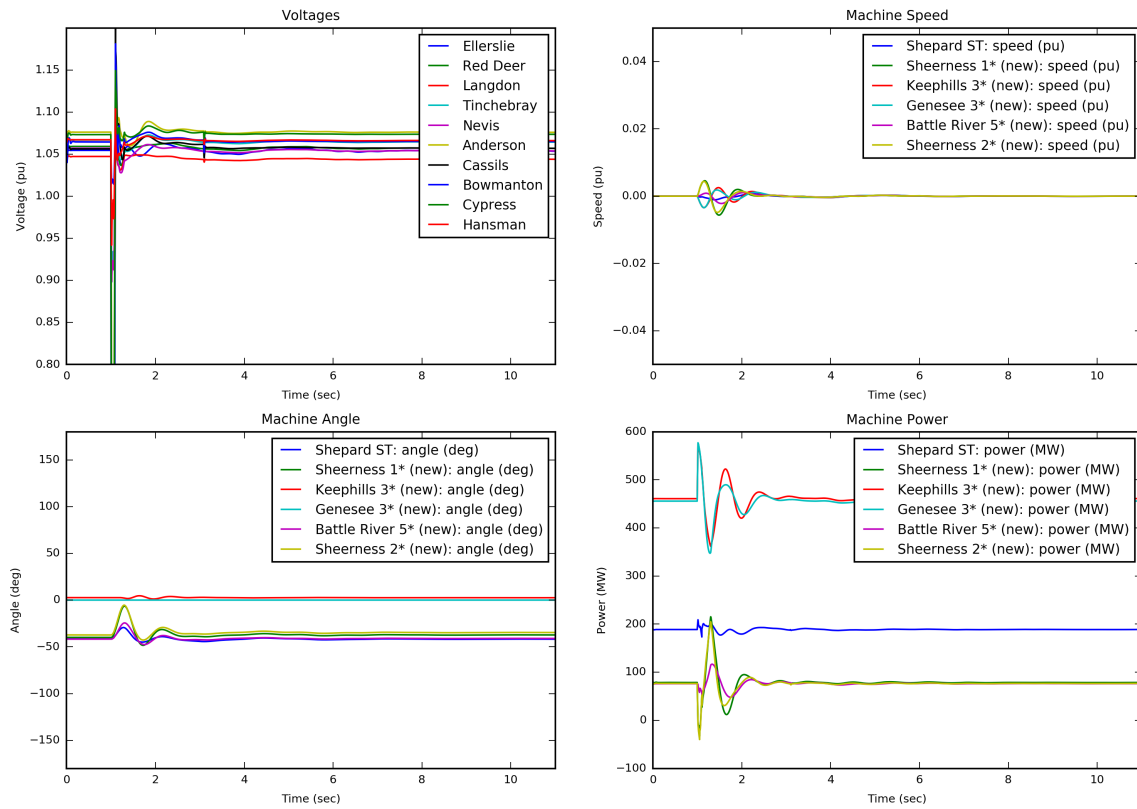 Voltages
Voltage (pu)
1.15
1.10
1.05
1.00
0.95
0.90
0.85
0.80
0 2 4 6 8 10
Time (sec)
Ellerslie
Red Deer
Langdon
Tinchebray
Nevis
Anderson
Cassils
Bowmanton
Cypress
Hansman
Machine Speed
Speed (pu)
0.04
0.02
0.00
−0.02
−0.04
0 2 4 6 8 10
Time (sec)
Shepard ST: speed (pu)
Sheerness 1* (new): speed (pu)
Keephills 3* (new): speed (pu)
Genesee 3* (new): speed (pu)
Battle River 5* (new): speed (pu)
Sheerness 2* (new): speed (pu)
Machine Angle
Angle (deg)
150
100
50
0
−50
−100
−150
0 2 4 6 8 10
Time (sec)
Shepard ST: angle (deg)
Sheerness 1* (new): angle (deg)
Keephills 3* (new): angle (deg)
Genesee 3* (new): angle (deg)
Battle River 5* (new): angle (deg)
Sheerness 2* (new): angle (deg)
Machine Power
Power (MW)
600
500
400
300
200
100
0
−100
0 2 4 6 8 10
Time (sec)
Shepard ST: power (MW)
Sheerness 1* (new): power (MW)
Keephills 3* (new): power (MW)
Genesee 3* (new): power (MW)
Battle River 5* (new): power (MW)
Sheerness 2* (new): power (MW)